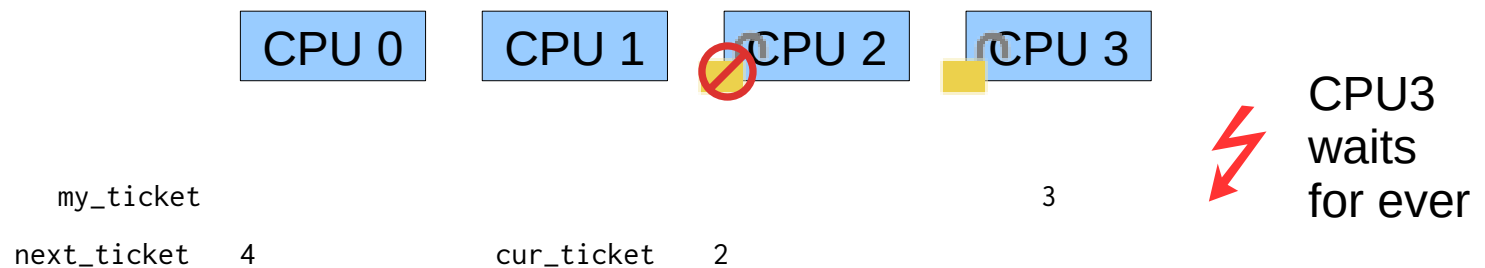 CPU 0 CPU 1 CPU 2 CPU 3
CPU3
waits
for ever
my_ticket 3
next_ticket 4 cur_ticket 2